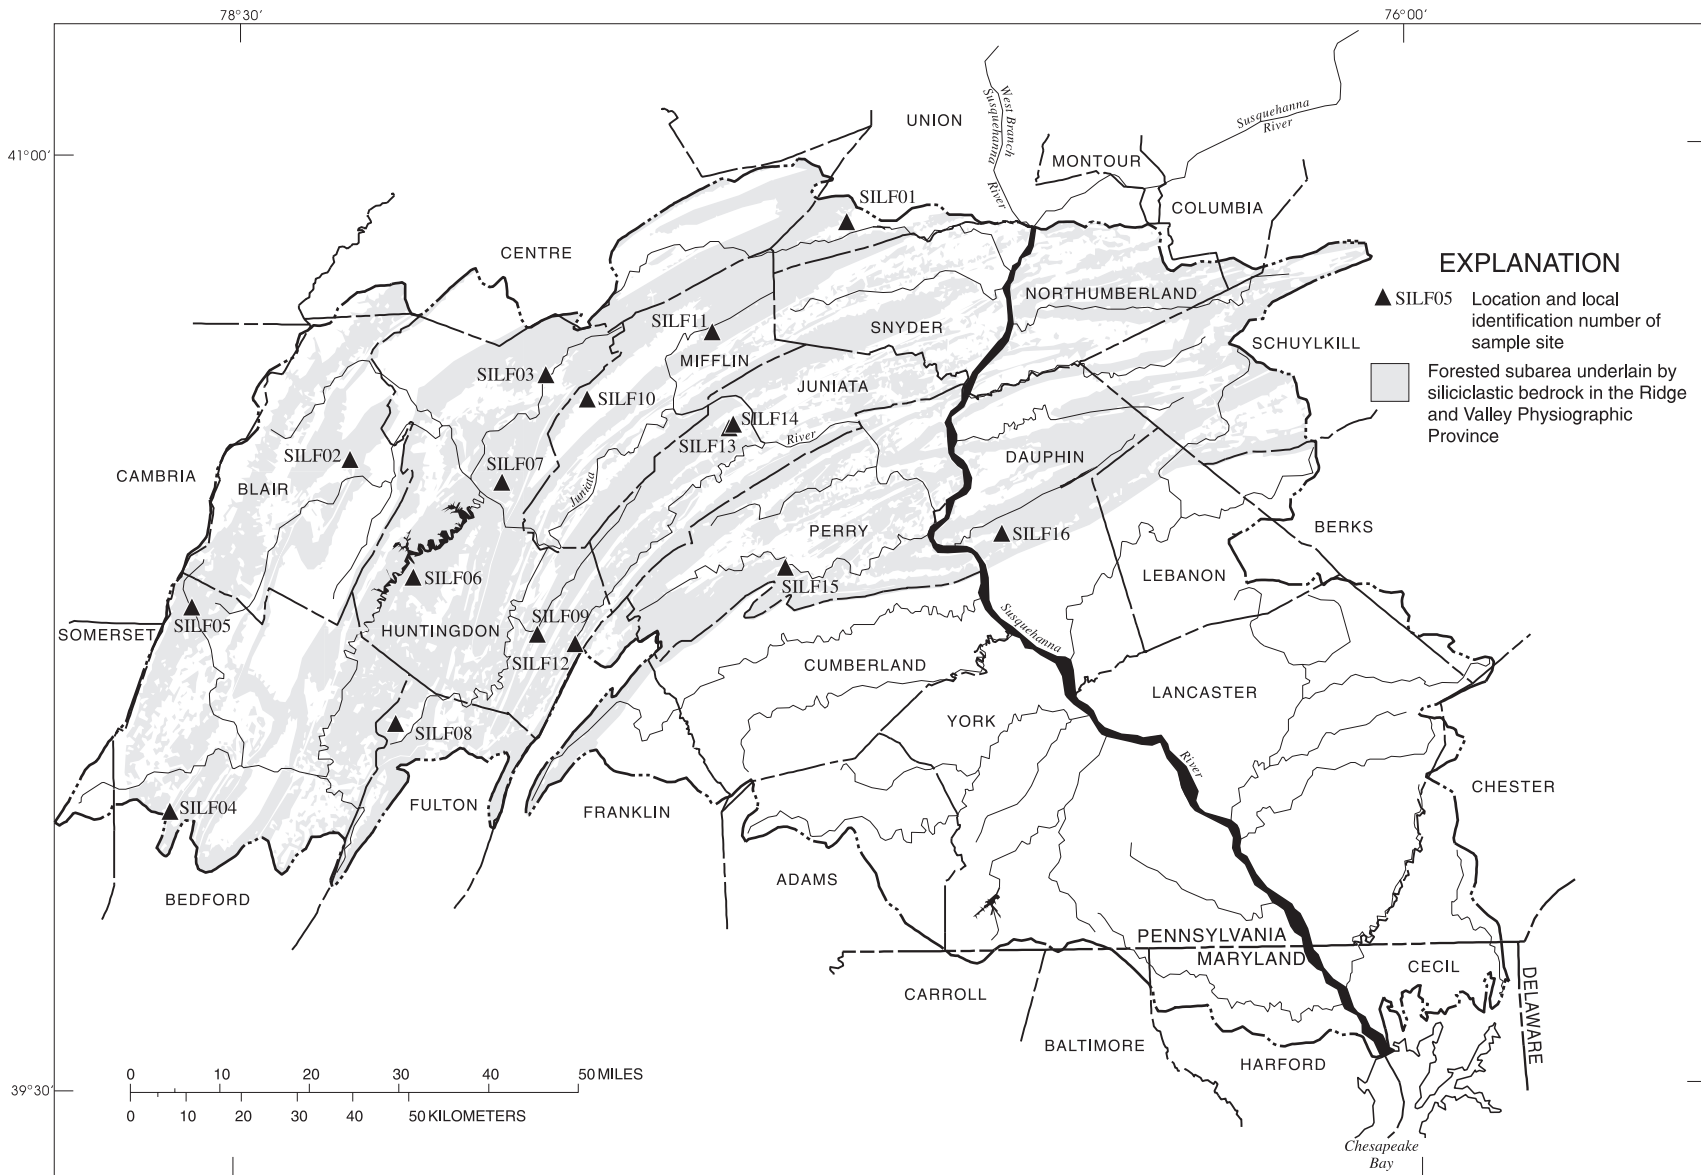 78°30'
76°00'
41°00'
39°30'
UNION
West Branch
Susquehanna
River
Susquehanna
River
MONTOUR
COLUMBIA
SILF01
CENTRE
EXPLANATION
SILF05
Location and local
identification number of
sample site
Forested subarea underlain by
siliciclastic bedrock in the Ridge
and Valley Physiographic
Province
NORTHUMBERLAND
SNYDER
SCHUYLKILL
SILF11
MIFFLIN
SILF03
JUNIATA
SILF10
SILF14
SILF13
River
SILF02
SILF07
DAUPHIN
CAMBRIA
BLAIR
Juniata
PERRY
BERKS
SILF16
SILF06
SILF15
LEBANON
SILF05
SILF09
SOMERSET
HUNTINGDON
SILF12
Susquehanna
CUMBERLAND
LANCASTER
YORK
SILF08
River
CHESTER
SILF04
FULTON
FRANKLIN
ADAMS
BEDFORD
PENNSYLVANIA
MARYLAND
CECIL
DELAWARE
CARROLL
BALTIMORE
HARFORD
0 10 20 30 40 50 MILES
0 10 20 30 40 50 KILOMETERS
Chesapeake
Bay